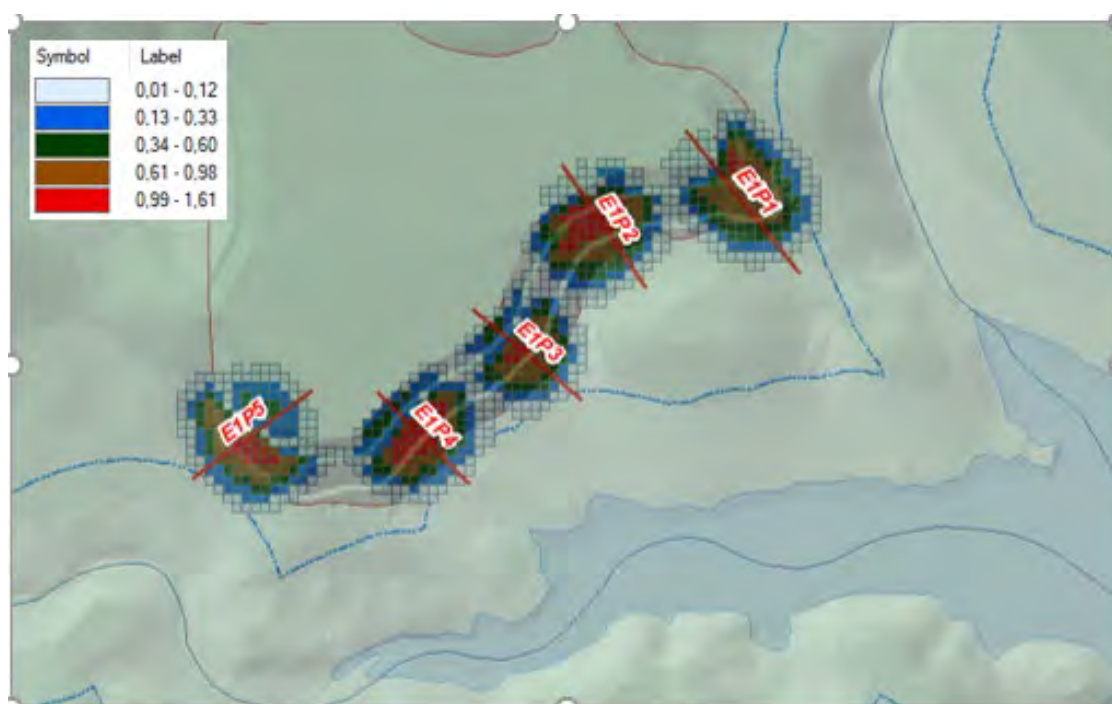 Symbol Label
0,01 - 0,12
0,13 - 0,33
0,34 - 0,60
0,61 - 0,98
0,99 - 1,61
E1P1
E1P2
E1P3
E1P4
E1P5